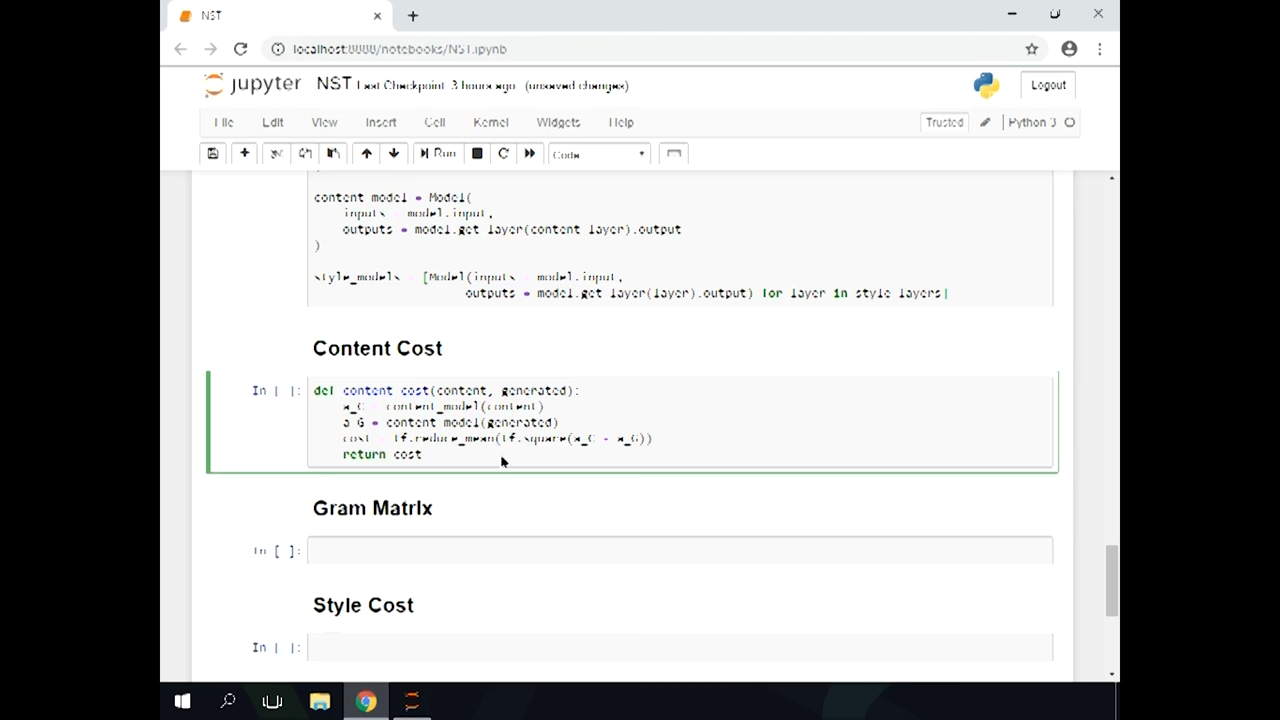 NST
localhost:8888/notebooks/NST.ipynb
jupyter NST Last Checkpoint 3 hours ago (unsaved changes)
Logout
File Edit View Insert Cell Kernel Widgets Help
Trusted Python 3
Run Code
content_model = Model(
inputs = model.input,
outputs = model.get_layer(content_layer).output
)
style_models = [Model(inputs = model.input,
outputs = model.get_layer(layer).output) for layer in style_layers]
Content Cost
In [ ]:
def content_cost(content, generated):
a_C = content_model(content)
a_G = content_model(generated)
cost = tf.reduce_mean(tf.square(a_C - a_G))
return cost
Gram Matrix
In [ ]:
Style Cost
In [ ]: